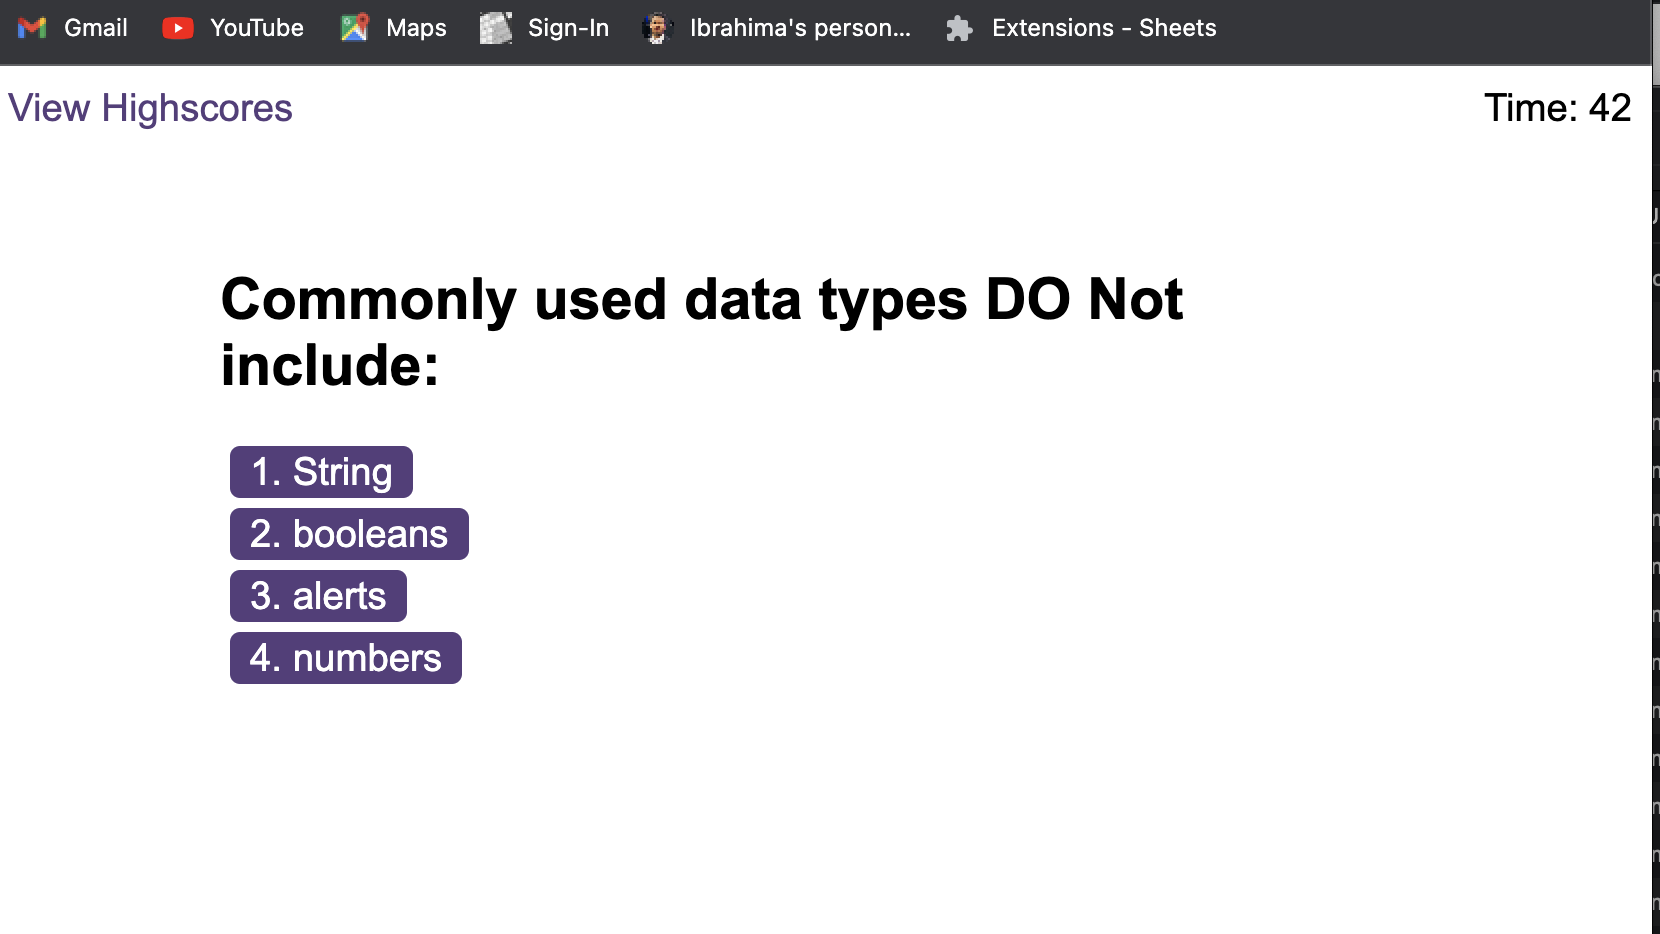 Gmail YouTube Maps Sign-In Ibrahima's person... Extensions - Sheets
View Highscores Time: 42
Commonly used data types DO Not
include:
1. String
2. booleans
3. alerts
4. numbers